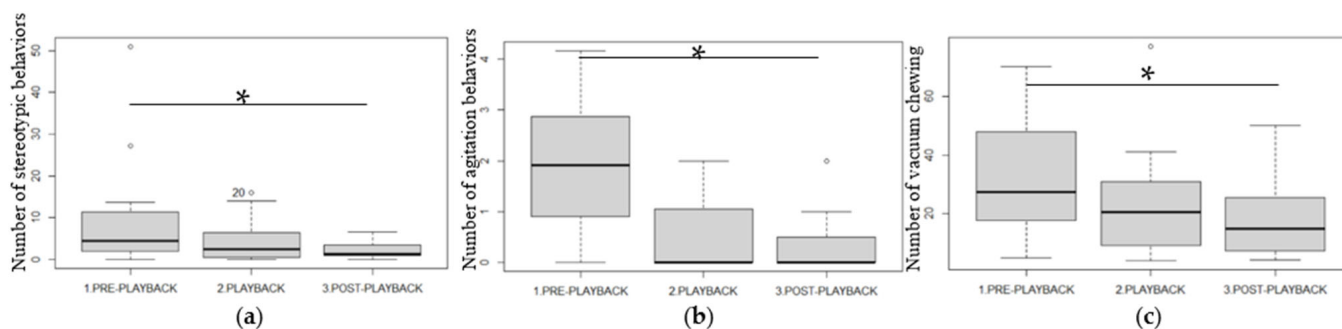 Number of stereotypic behaviors
50
40
30
20
10
0
*
20
1.PRE-PLAYBACK 2.PLAYBACK 3.POST-PLAYBACK
(a)
Number of agitation behaviors
4
3
2
1
0
*
1.PRE-PLAYBACK 2.PLAYBACK 3.POST-PLAYBACK
(b)
Number of vacuum chewing
60
40
20
*
1.PRE-PLAYBACK 2.PLAYBACK 3.POST-PLAYBACK
(c)